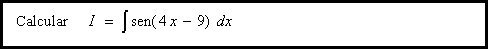 Calcular I = ∫ sen( 4 x − 9) dx